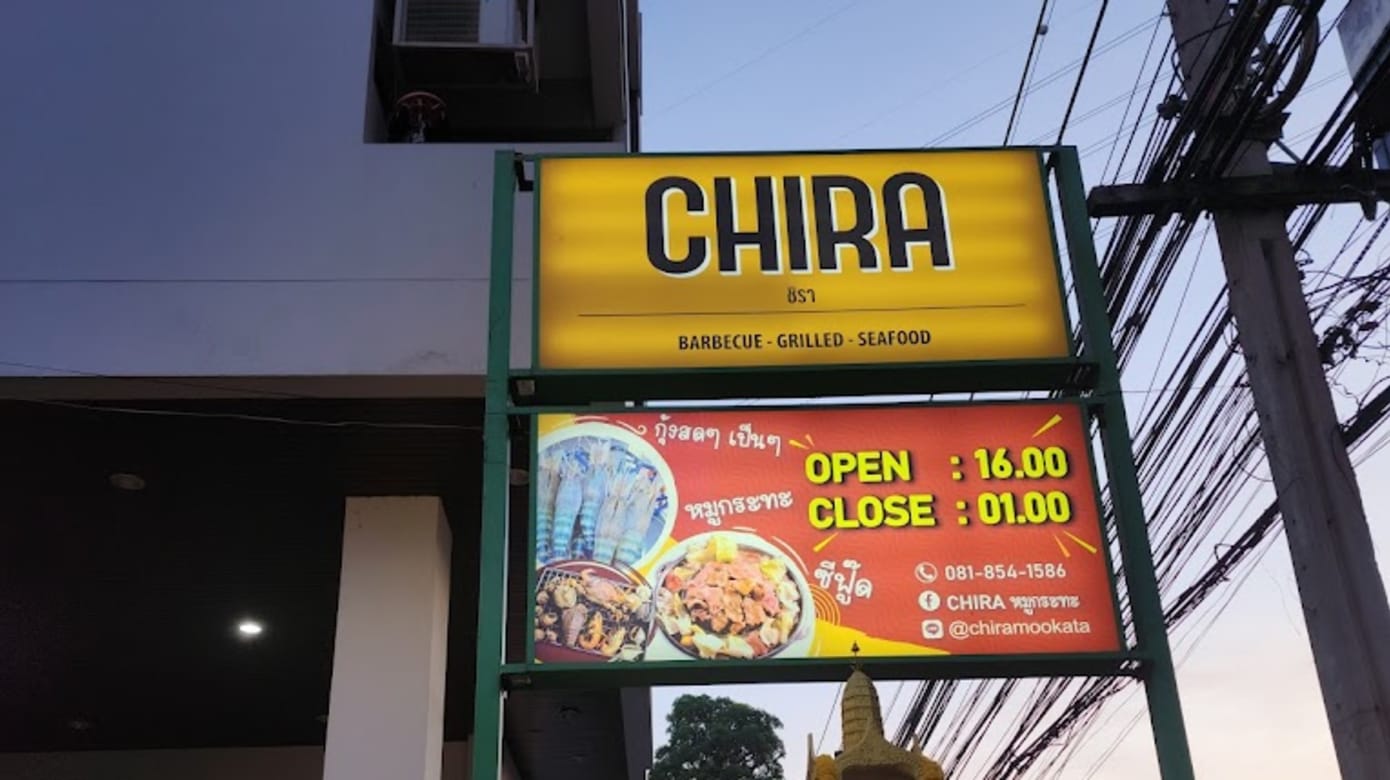 CHIRA
ชิรา
BARBECUE - GRILLED - SEAFOOD
กุ้งสดๆ เป็นๆ
หมูกระทะ
ซีฟู๊ด
OPEN : 16.00
CLOSE : 01.00
081-854-1586
CHIRA หมูกระทะ
@chiramookata